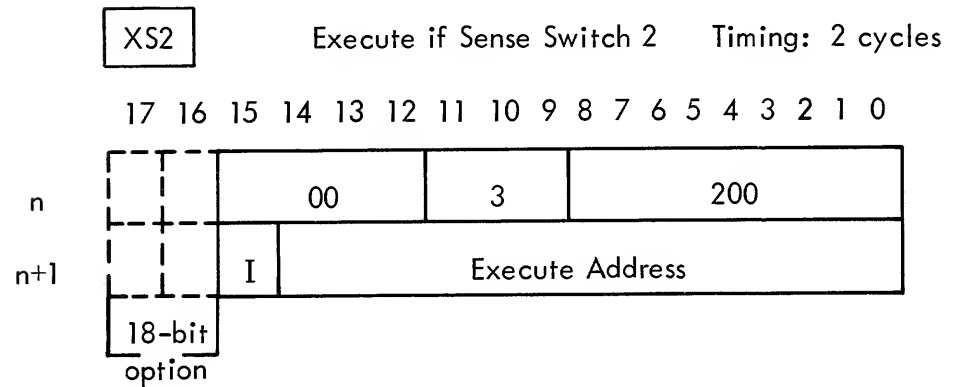 XS2 Execute if Sense Switch 2 Timing: 2 cycles
17 16 15 14 13 12 11 10 9 8 7 6 5 4 3 2 1 0
n 00 3 200
n+1 I Execute Address
18-bit
option